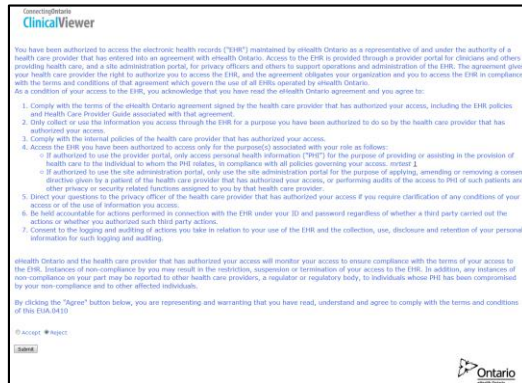 ConnectingOntario
ClinicalViewer
You have been authorized to access the electronic health records ("EHR") maintained by eHealth Ontario as a representative of and under the authority of a
health care provider that has entered into an agreement with eHealth Ontario. Access to the EHR is provided through a provider portal for clinicians and others
providing health care, and a site administration portal, for privacy officers and others to support operations and administration of the EHR. The agreement gives
your health care provider the right to authorize you to access the EHR, and the agreement obligates your organization and you to access the EHR in compliance
with the terms and conditions of that agreement which govern the use of all EHRs operated by eHealth Ontario.
As a condition of your access to the EHR, you acknowledge that you have read the eHealth Ontario agreement and you agree to:
1. Comply with the terms of the eHealth Ontario agreement signed by the health care provider that has authorized your access, including the EHR policies
and Health Care Provider Guide associated with that agreement.
2. Only collect or use the information you access through the EHR for a purpose you have been authorized to do so by the health care provider that has
authorized your access.
3. Comply with the internal policies of the health care provider that has authorized your access.
4. Access the EHR you have been authorized to access only for the purpose(s) associated with your role as follows:
○ If authorized to use the provider portal, only access personal health information ("PHI") for the purpose of providing or assisting in the provision of
health care to the individual to whom the PHI relates, in compliance with all policies governing your access. nvtest 1
○ If authorized to use the site administration portal, only use the site administration portal for the purpose of applying, amending or removing a consent
directive given by a patient of the health care provider that has authorized your access, or performing audits of the access to PHI of such patients and
other privacy or security related functions assigned to you by that health care provider.
5. Direct your questions to the privacy officer of the health care provider that has authorized your access if you require clarification of any conditions of your
access or of the use of information you access.
6. Be held accountable for actions performed in connection with the EHR under your ID and password regardless of whether a third party carried out the
actions or whether you authorized such third party actions.
7. Consent to the logging and auditing of actions you take in relation to your use of the EHR and the collection, use, disclosure and retention of your personal
information for such logging and auditing.
eHealth Ontario and the health care provider that has authorized your access will monitor your access to ensure compliance with the terms of your access to
the EHR. Instances of non-compliance by you may result in the restriction, suspension or termination of your access to the EHR. In addition, any instances of
non-compliance on your part may be reported to other health care providers, a regulator or regulatory body, to individuals whose PHI has been compromised
by your non-compliance and to other affected individuals.
By clicking the "Agree" button below, you are representing and warranting that you have read, understand and agree to comply with the terms and conditions
of this EUA.0410
Accept Reject
Submit
Ontario
eHealth Ontario